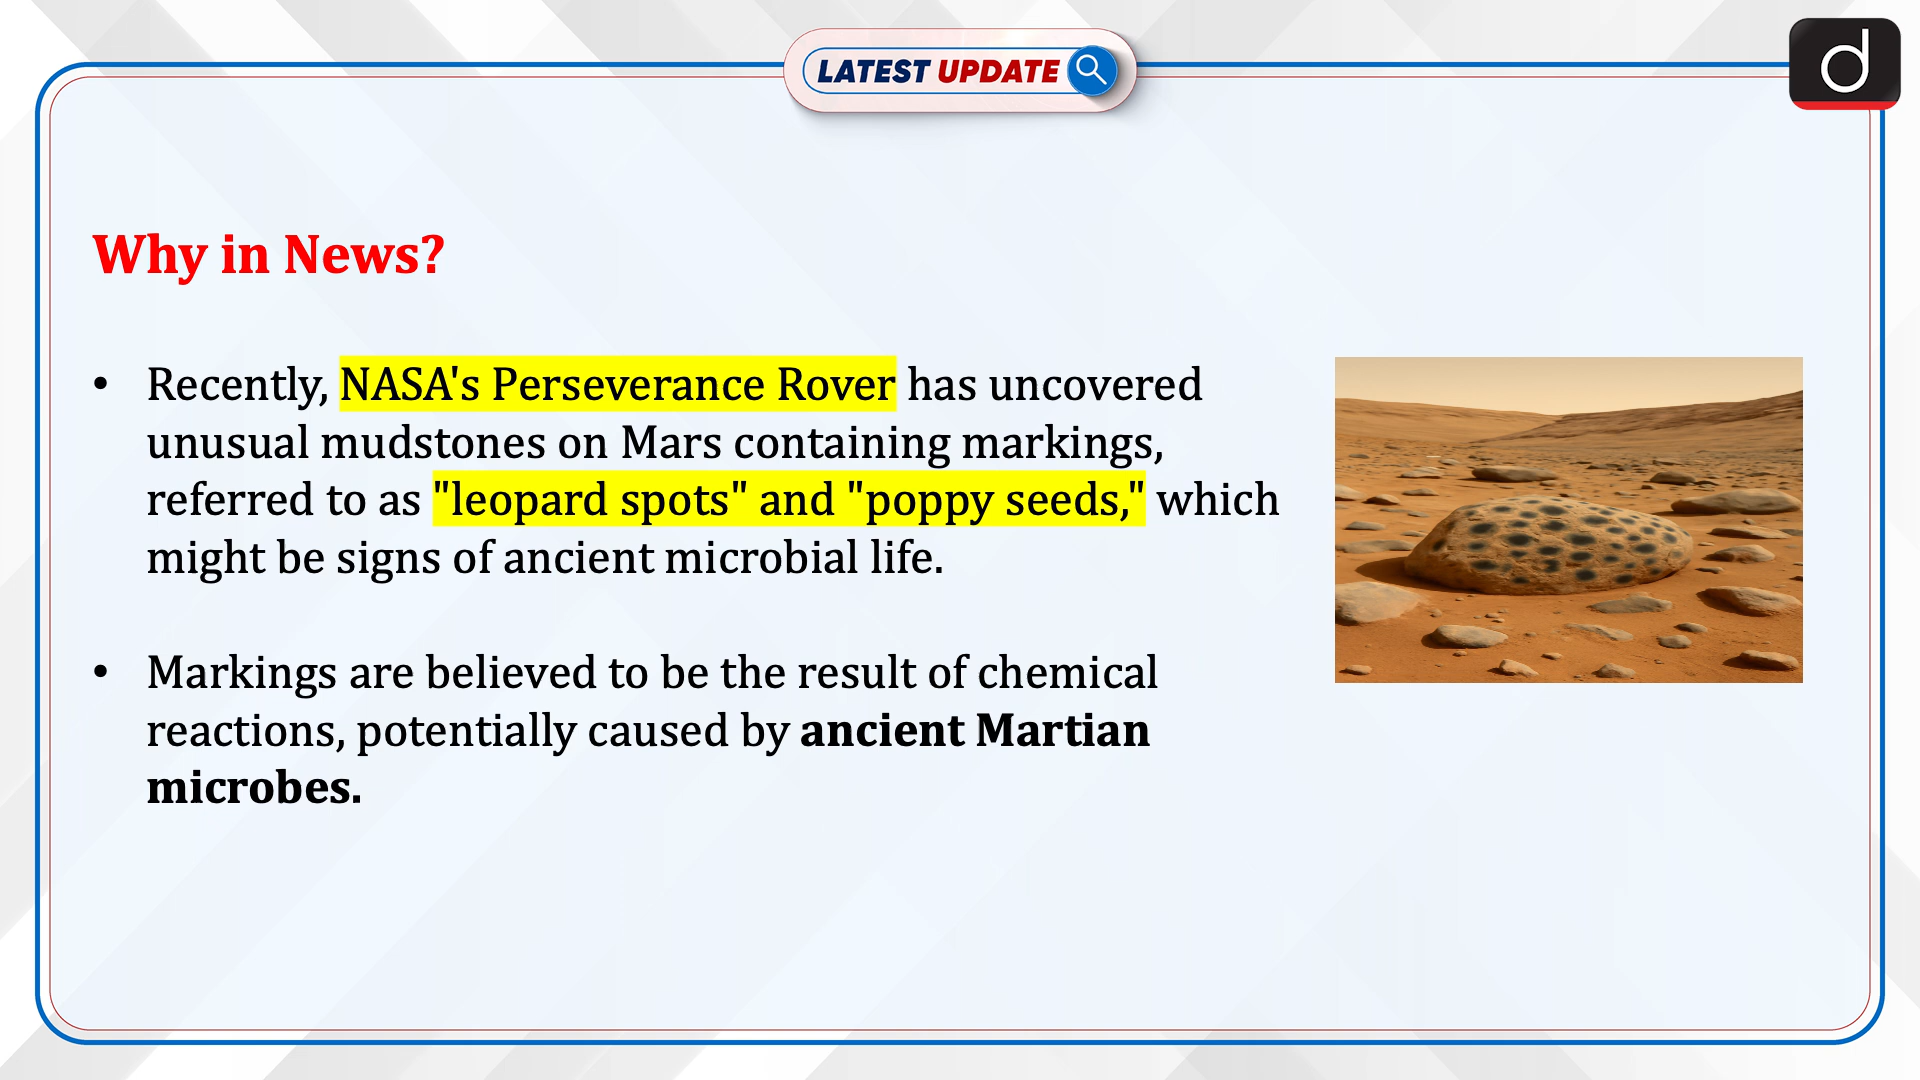 LATEST UPDATE
d
Why in News?
• Recently, NASA's Perseverance Rover has uncovered
unusual mudstones on Mars containing markings,
referred to as "leopard spots" and "poppy seeds," which
might be signs of ancient microbial life.
• Markings are believed to be the result of chemical
reactions, potentially caused by ancient Martian
microbes.